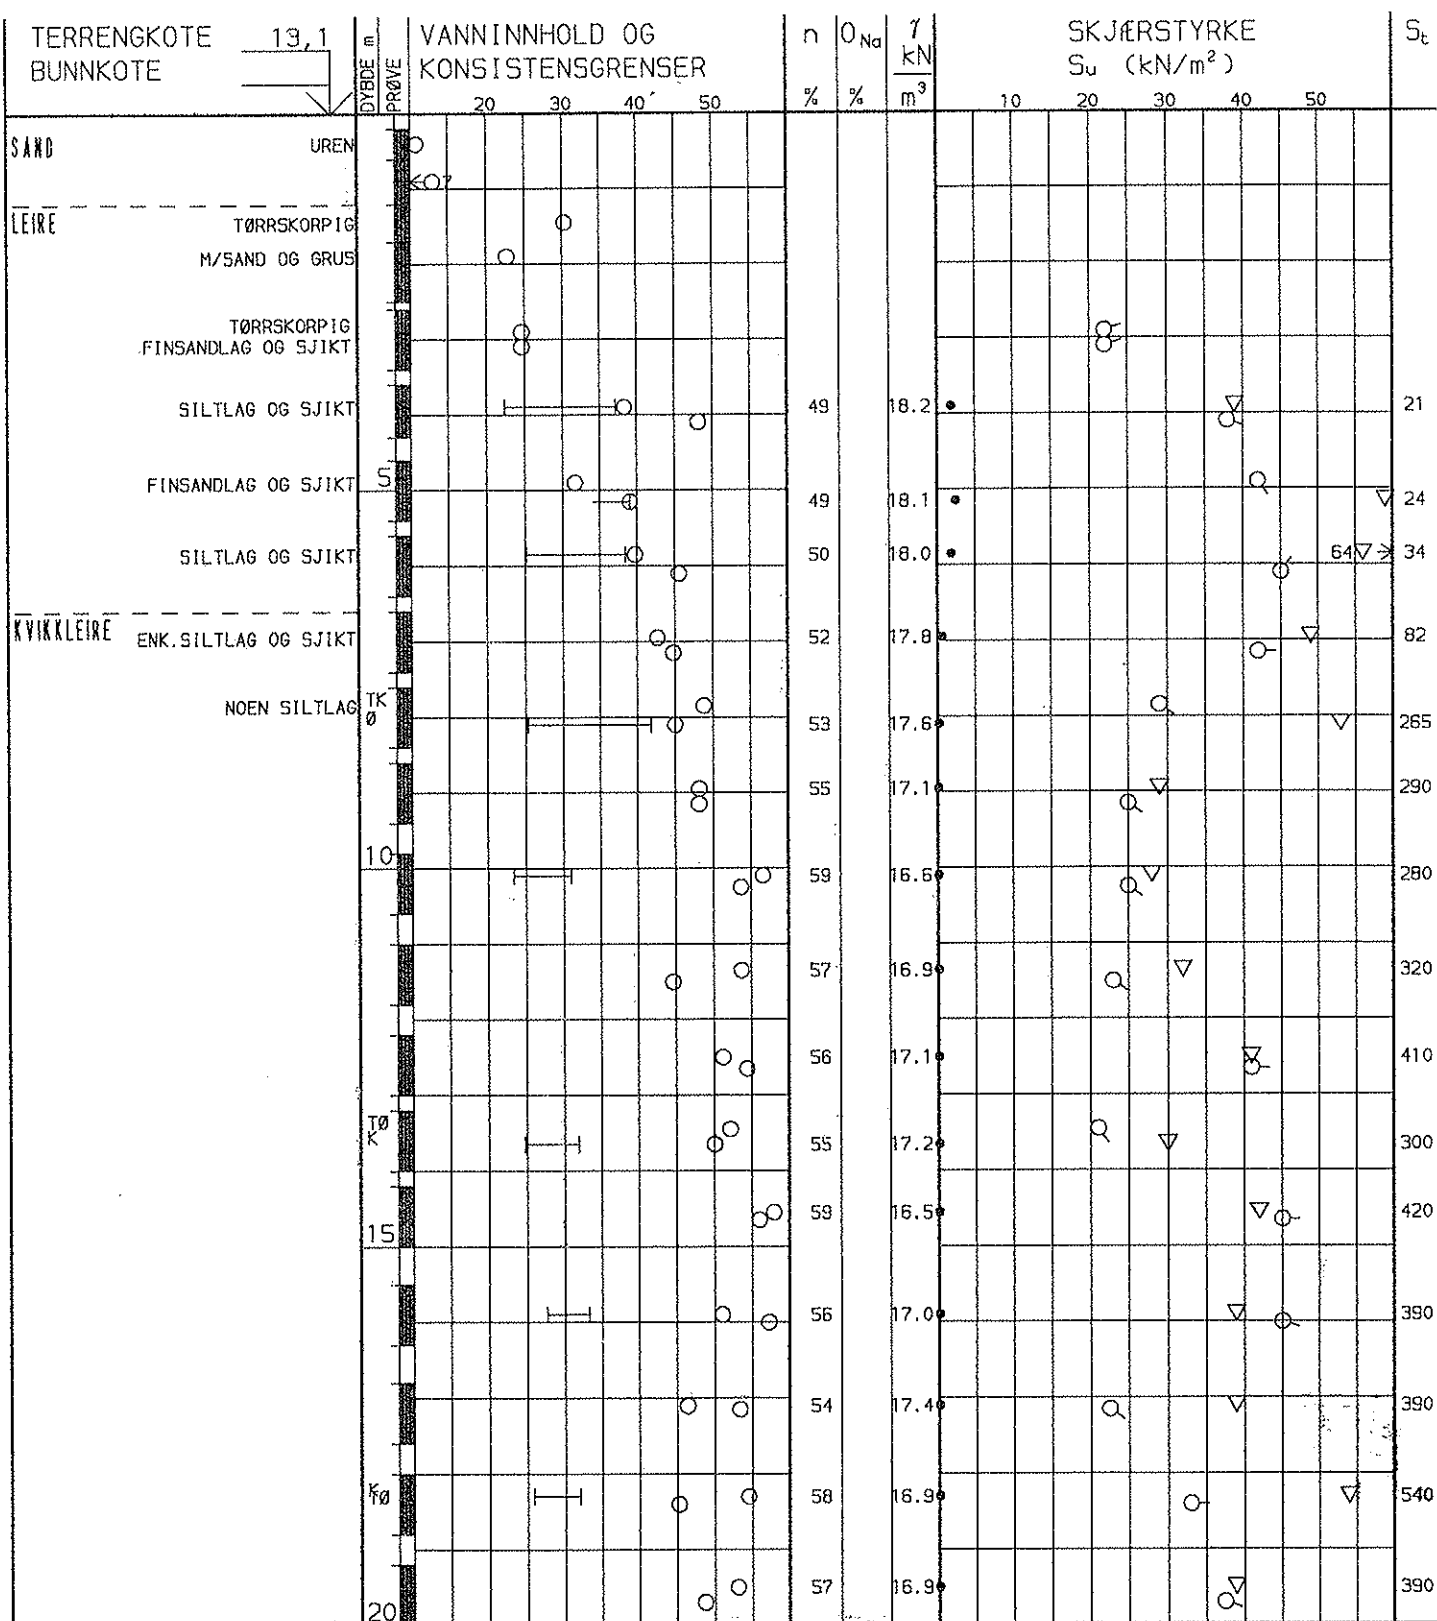 TERRENGKOTE 13,1
BUNNKOTE
DYBDE m
PRØVE
VANNINNHOLD OG
KONSISTENSGRENSER
20 30 40 50
n
%
O Na
%
γ
kN
m³
SKJÆRSTYRKE
Su (kN/m²)
10 20 30 40 50
St
SAND UREN
7
LEIRE TØRRSKORPIG
M/SAND OG GRUS
TØRRSKORPIG
FINSANDLAG OG SJIKT
SILTLAG OG SJIKT 49 18.2 21
FINSANDLAG OG SJIKT 5
49 18.1 24
SILTLAG OG SJIKT 50 18.0 64 34
KVIKKLEIRE ENK.SILTLAG OG SJIKT 52 17.8 82
NOEN SILTLAG TK
Ø 53 17.6 265
55 17.1 290
10 59 16.6 280
57 16.9 320
56 17.1 410
TØ
K 55 17.2 300
59 16.5 420
15
56 17.0 390
54 17.4 390
KTØ 58 16.9 540
57 16.9 390
20